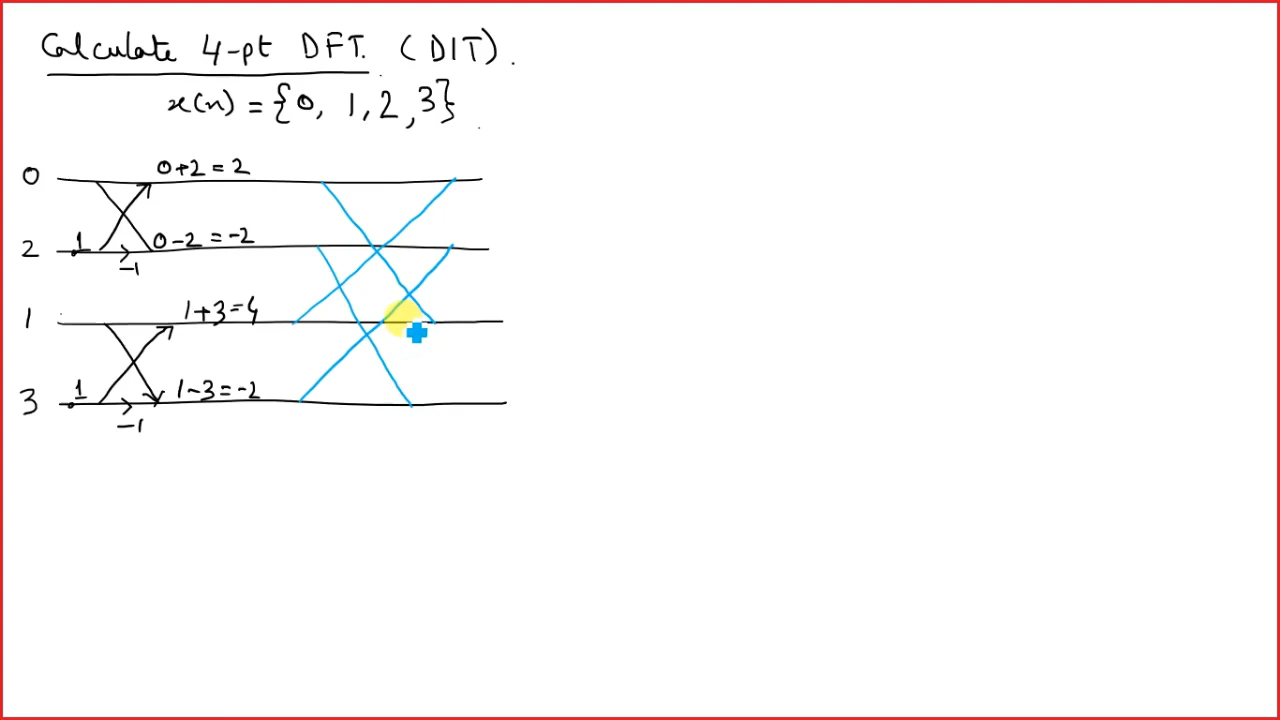 Calculate 4-pt DFT. (DIT).
x(n) = {0, 1, 2, 3}
0 0+2=2
2 1 -1 0-2=-2
1 1+3=4
3 1 -1 1-3=-2